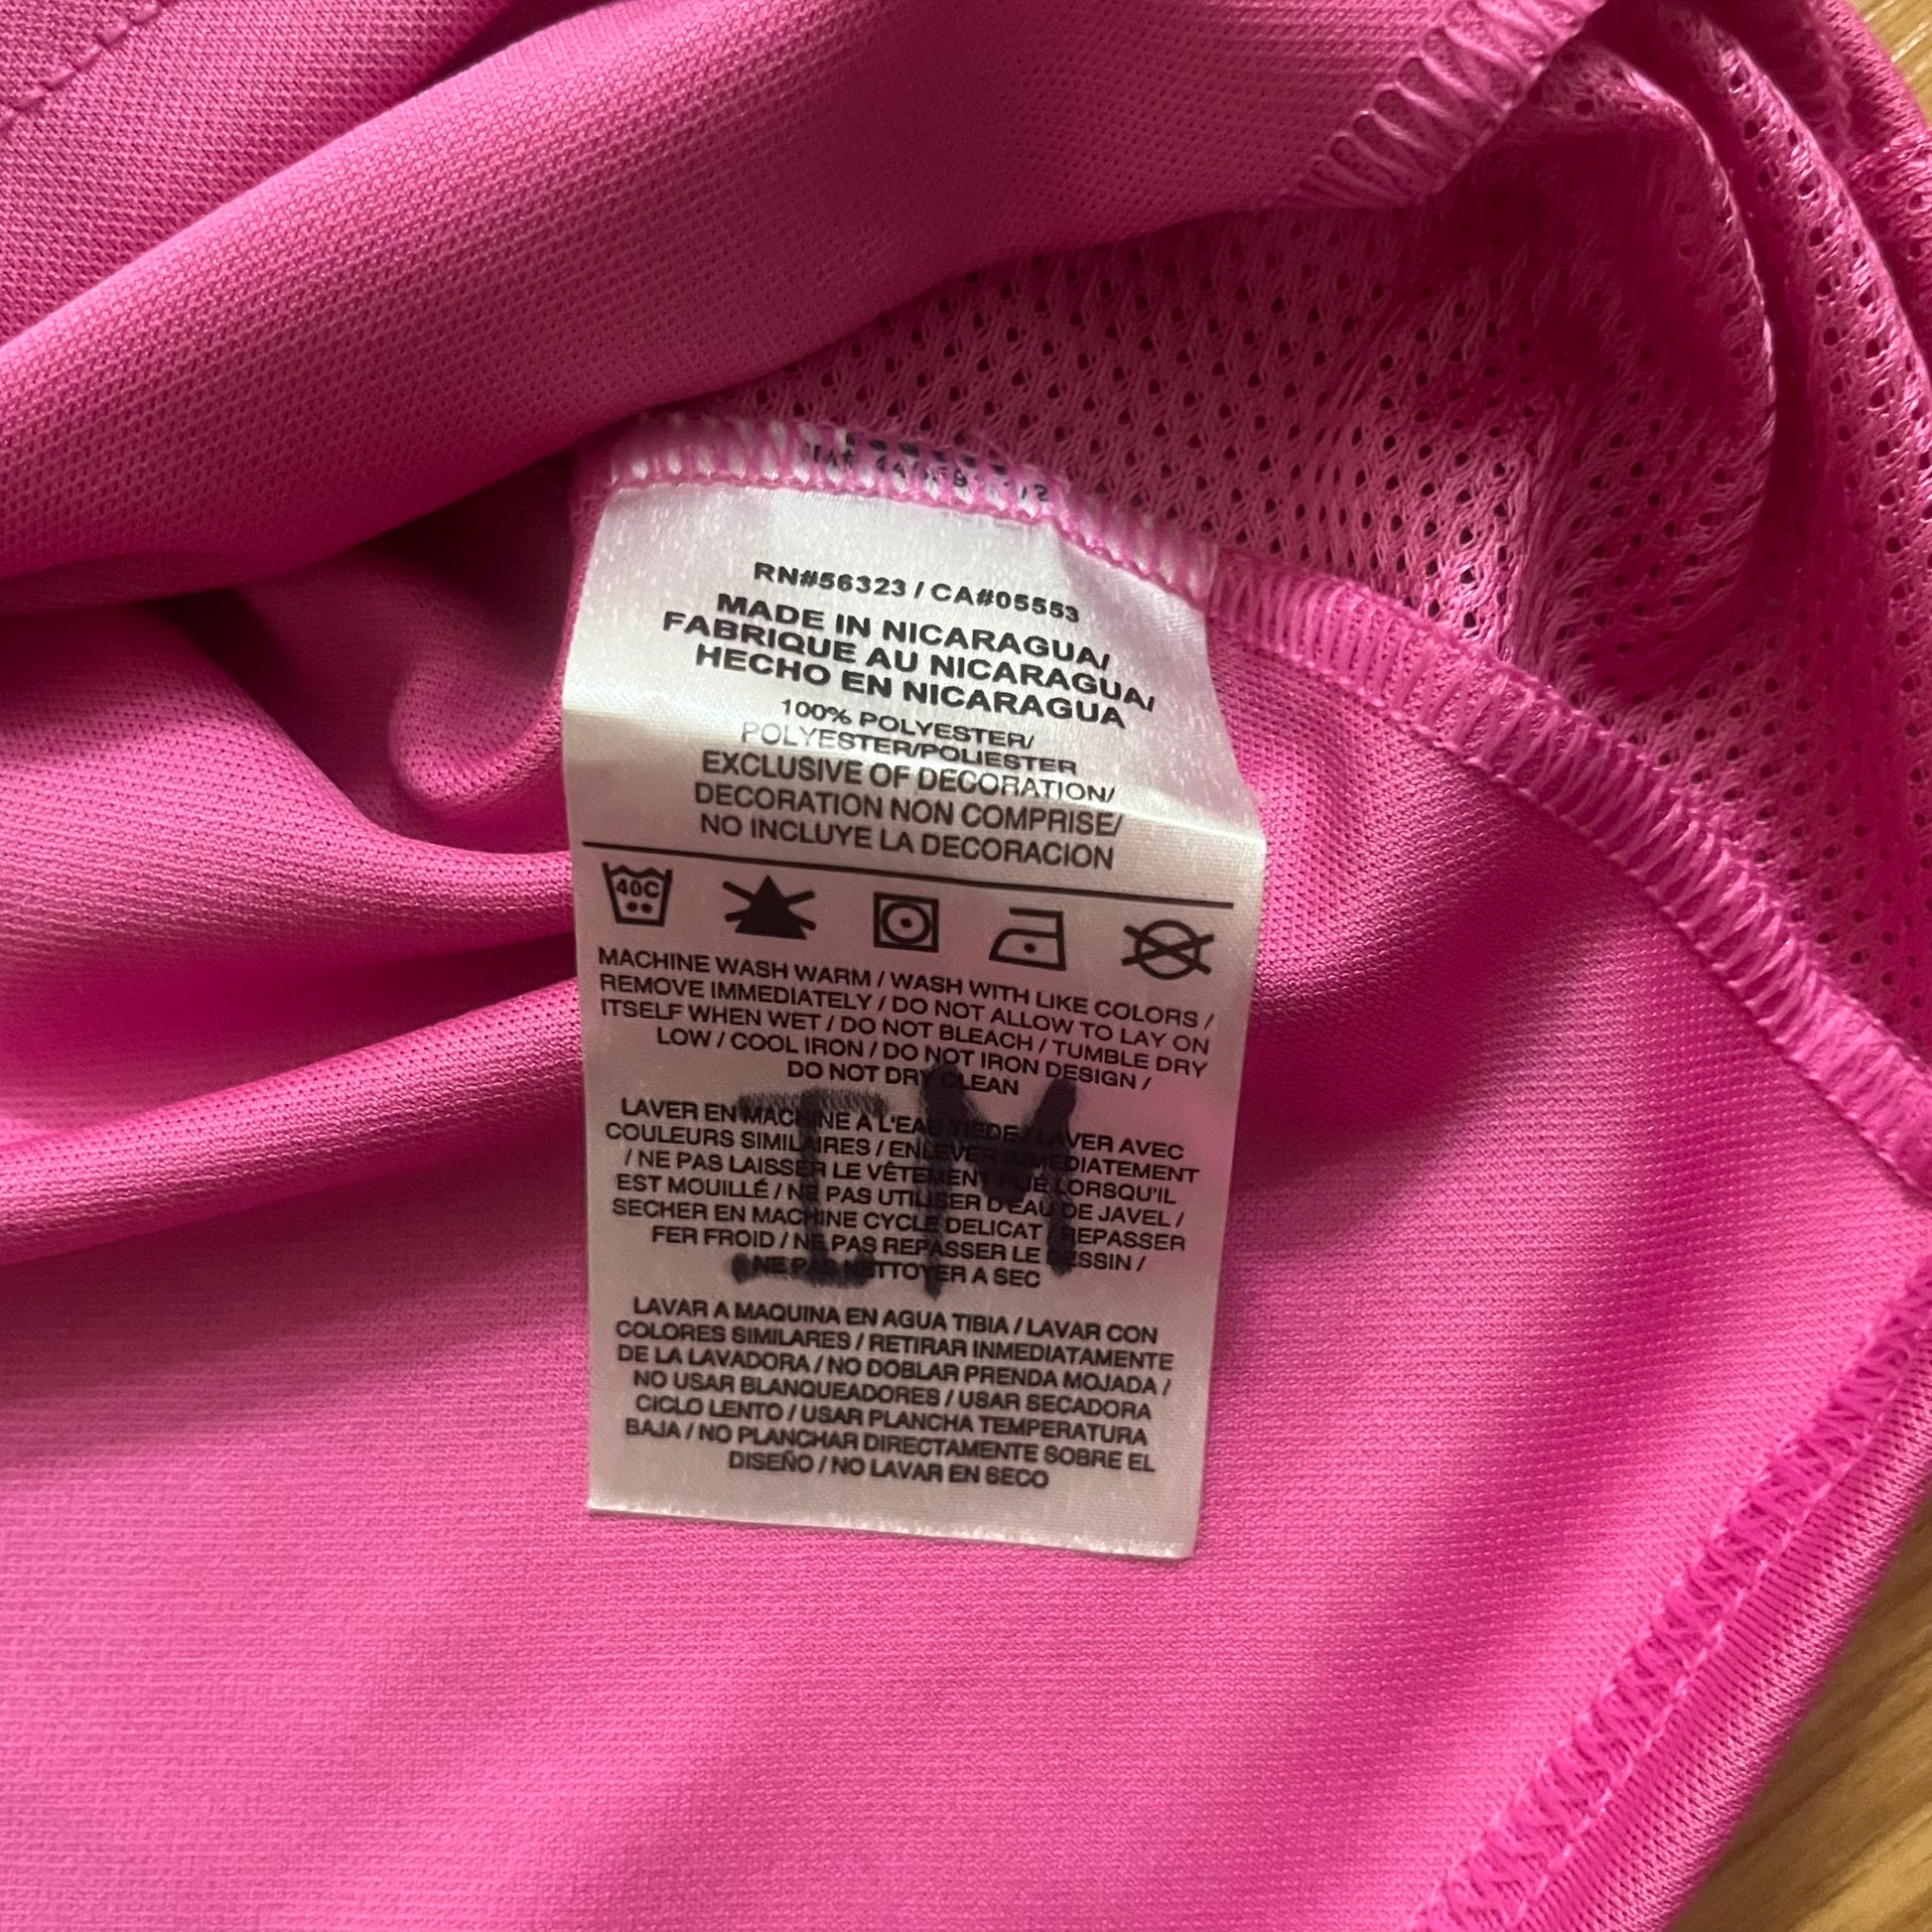 RN#56323 / CA#05553
MADE IN NICARAGUA/
FABRIQUE AU NICARAGUA/
HECHO EN NICARAGUA
100% POLYESTER/
POLYESTER/POLIESTER
EXCLUSIVE OF DECORATION/
DECORATION NON COMPRISE/
NO INCLUYE LA DECORACION
40C
MACHINE WASH WARM / WASH WITH LIKE COLORS /
REMOVE IMMEDIATELY / DO NOT ALLOW TO LAY ON
ITSELF WHEN WET / DO NOT BLEACH / TUMBLE DRY
LOW / COOL IRON / DO NOT IRON DESIGN /
DO NOT DRY CLEAN
IM
LAVER EN MACHINE A L'EAU TIEDE / LAVER AVEC
COULEURS SIMILAIRES / ENLEVER IMMEDIATEMENT
/ NE PAS LAISSER LE VÊTEMENT PLIÉ LORSQU'IL
EST MOUILLÉ / NE PAS UTILISER D'EAU DE JAVEL /
SECHER EN MACHINE CYCLE DELICAT / REPASSER
FER FROID / NE PAS REPASSER LE DESSIN /
NE PAS NETTOYER A SEC
LAVAR A MAQUINA EN AGUA TIBIA / LAVAR CON
COLORES SIMILARES / RETIRAR INMEDIATAMENTE
DE LA LAVADORA / NO DOBLAR PRENDA MOJADA /
NO USAR BLANQUEADORES / USAR SECADORA
CICLO LENTO / USAR PLANCHA TEMPERATURA
BAJA / NO PLANCHAR DIRECTAMENTE SOBRE EL
DISEÑO / NO LAVAR EN SECO